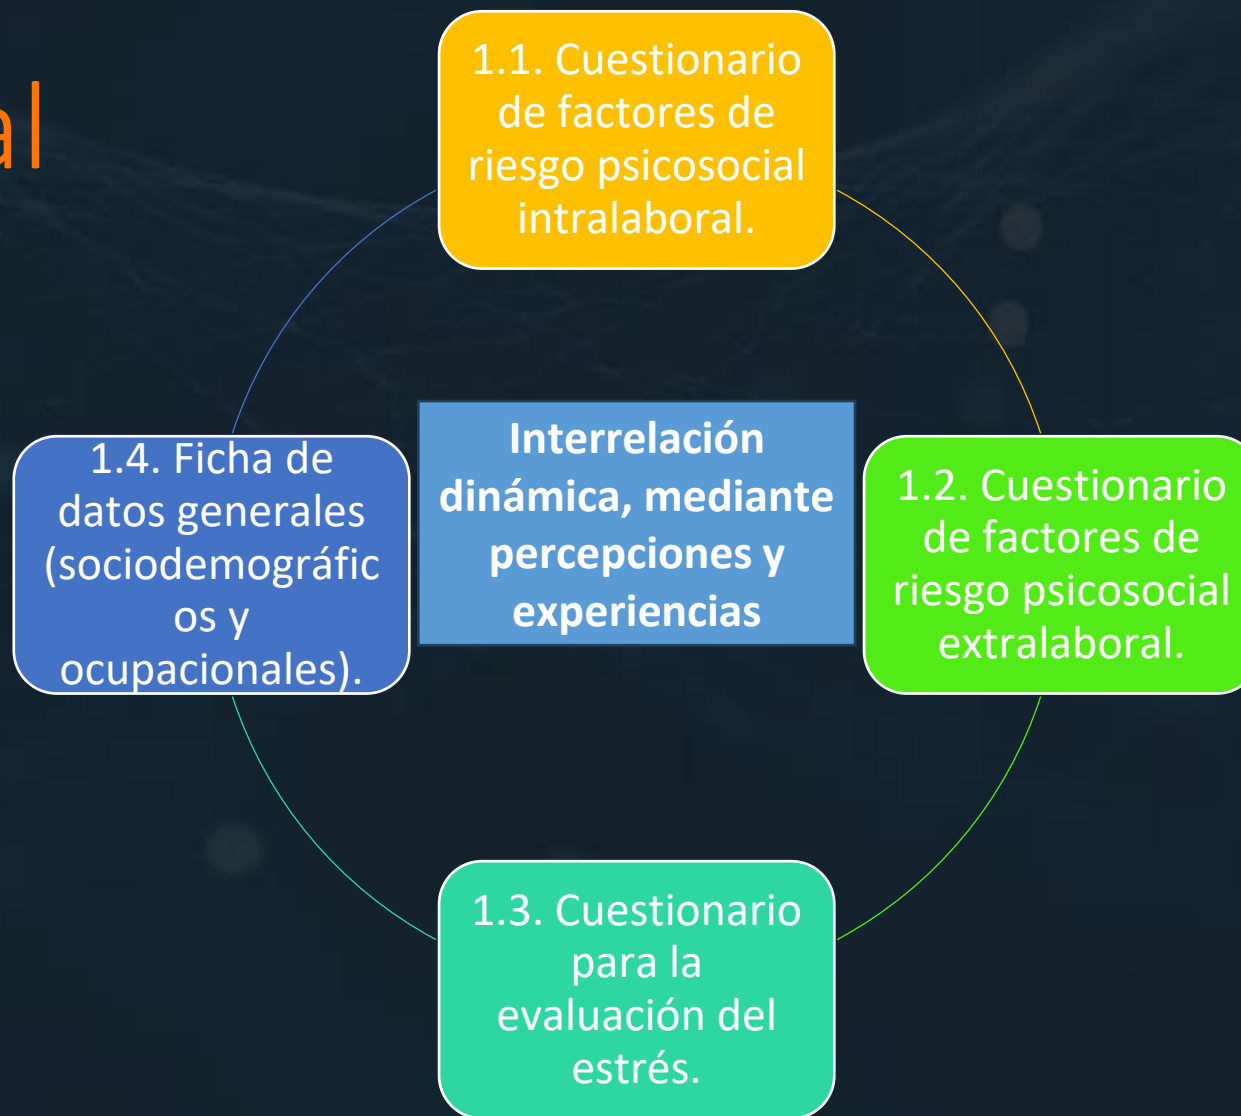 al
1.1. Cuestionario
de factores de
riesgo psicosocial
intralaboral.
Interrelación
dinámica, mediante
percepciones y
experiencias
1.2. Cuestionario
de factores de
riesgo psicosocial
extralaboral.
1.3. Cuestionario
para la
evaluación del
estrés.
1.4. Ficha de
datos generales
(sociodemográfic
os y
ocupacionales).